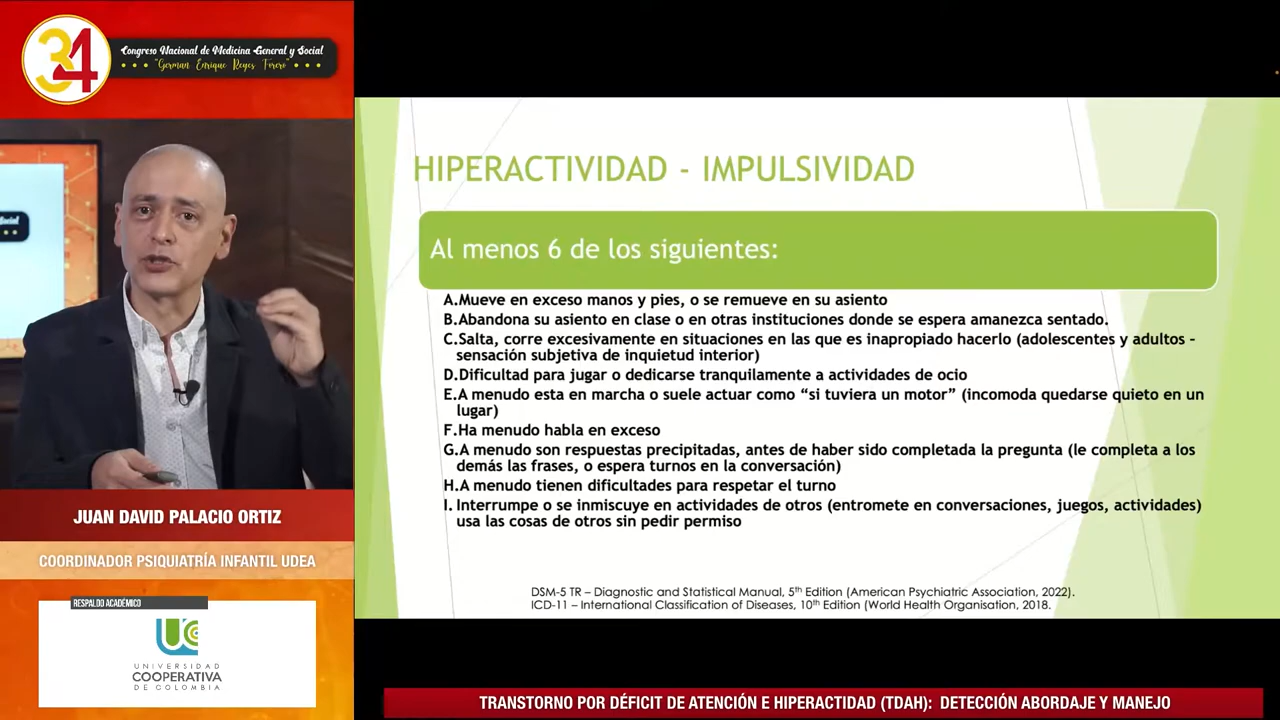 34
Congreso Nacional de Medicina General y Social
"German Enrique Reyes Forero"
Social
JUAN DAVID PALACIO ORTIZ
COORDINADOR PSIQUIATRÍA INFANTIL UDEA
RESPALDO ACADÉMICO
UC
UNIVERSIDAD
COOPERATIVA
DE COLOMBIA
HIPERACTIVIDAD - IMPULSIVIDAD
Al menos 6 de los siguientes:
A.Mueve en exceso manos y pies, o se remueve en su asiento
B.Abandona su asiento en clase o en otras instituciones donde se espera amanezca sentado.
C.Salta, corre excesivamente en situaciones en las que es inapropiado hacerlo (adolescentes y adultos –
sensación subjetiva de inquietud interior)
D.Dificultad para jugar o dedicarse tranquilamente a actividades de ocio
E.A menudo esta en marcha o suele actuar como “si tuviera un motor” (incomoda quedarse quieto en un
lugar)
F.Ha menudo habla en exceso
G.A menudo son respuestas precipitadas, antes de haber sido completada la pregunta (le completa a los
demás las frases, o espera turnos en la conversación)
H.A menudo tienen dificultades para respetar el turno
I. Interrumpe o se inmiscuye en actividades de otros (entromete en conversaciones, juegos, actividades)
usa las cosas de otros sin pedir permiso
DSM-5 TR – Diagnostic and Statistical Manual, 5th Edition (American Psychiatric Association, 2022).
ICD-11 – International Classification of Diseases, 10th Edition (World Health Organisation, 2018.
TRANSTORNO POR DÉFICIT DE ATENCIÓN E HIPERACTIDAD (TDAH): DETECCIÓN ABORDAJE Y MANEJO